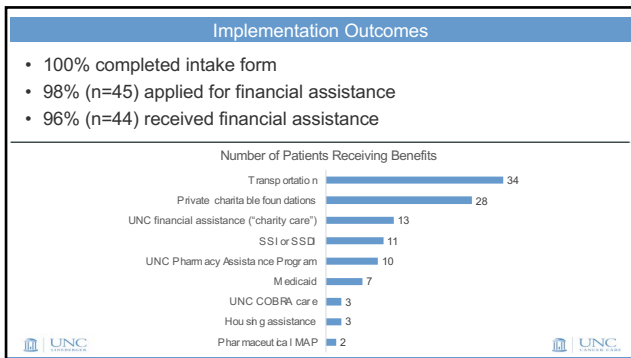 Implementation Outcomes
• 100% completed intake form
• 98% (n=45) applied for financial assistance
• 96% (n=44) received financial assistance
Number of Patients Receiving Benefits
Transportation 34
Private charitable foundations 28
UNC financial assistance ("charity care") 13
SSI or SSDI 11
UNC Pharmacy Assistance Program 10
Medicaid 7
UNC COBRA care 3
Housing assistance 3
Pharmaceutical MAP 2
UNC
LINEBERGER
UNC
CANCER CARE